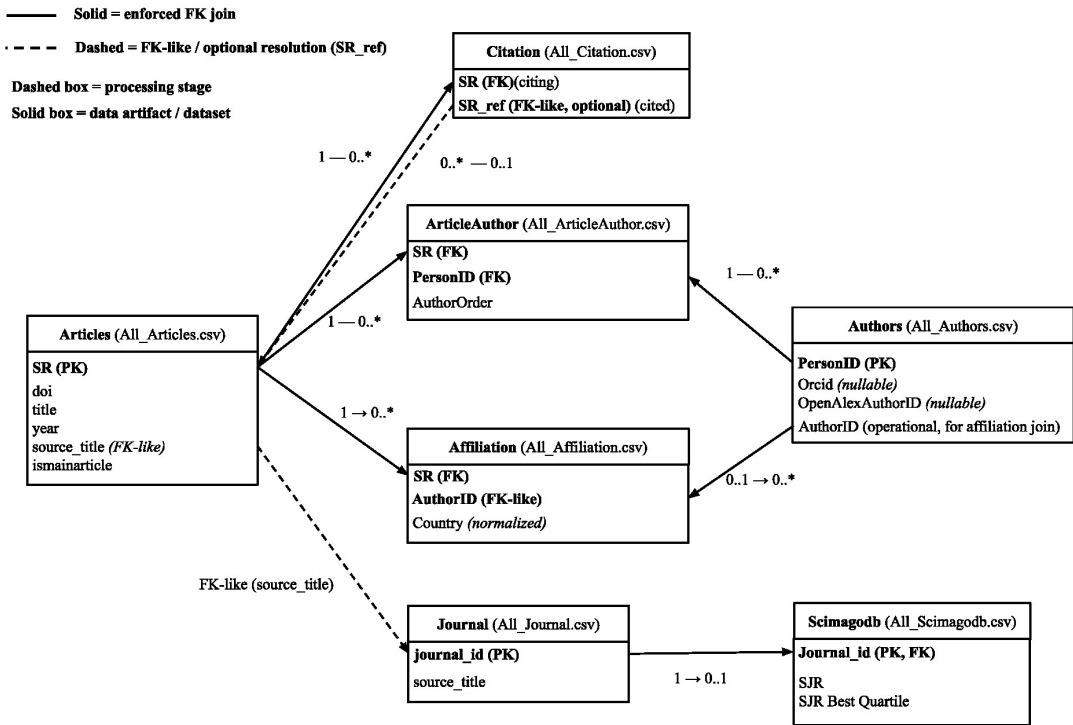 Solid = enforced FK join
Dashed = FK-like / optional resolution (SR_ref)
Dashed box = processing stage
Solid box = data artifact / dataset
Citation (All_Citation.csv)
SR (FK)(citing)
SR_ref (FK-like, optional) (cited)
1 — 0..*
0..* — 0..1
ArticleAuthor (All_ArticleAuthor.csv)
SR (FK)
PersonID (FK)
AuthorOrder
1 — 0..*
1 — 0..*
Articles (All_Articles.csv)
SR (PK)
doi
title
year
source_title (FK-like)
ismainarticle
Authors (All_Authors.csv)
PersonID (PK)
Orcid (nullable)
OpenAlexAuthorID (nullable)
AuthorID (operational, for affiliation join)
1 → 0..*
Affiliation (All_Affiliation.csv)
SR (FK)
AuthorID (FK-like)
Country (normalized)
0..1 → 0..*
FK-like (source_title)
Journal (All_Journal.csv)
journal_id (PK)
source_title
1 → 0..1
Scimagodb (All_Scimagodb.csv)
Journal_id (PK, FK)
SJR
SJR Best Quartile